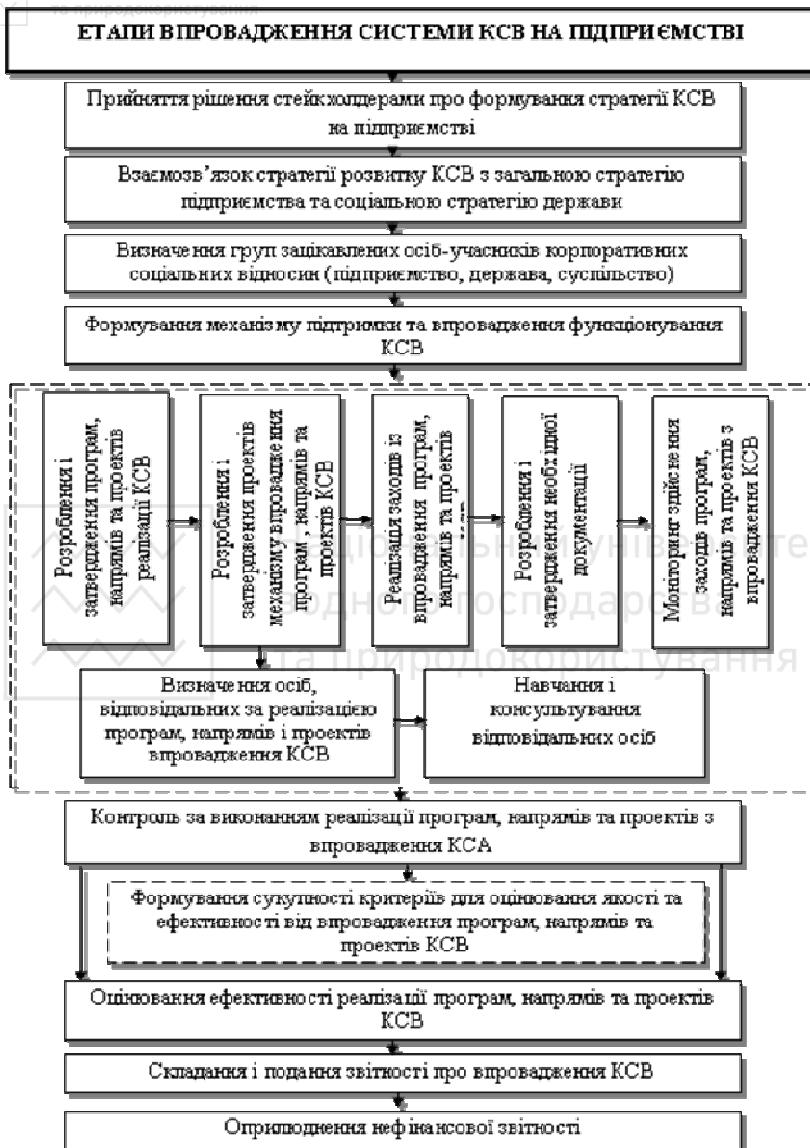 та природокористування
ЕТАПИ ВПРОВАДЖЕННЯ СИСТЕМИ КСВ НА ПІДПРИЄМСТВІ
Прийняття рішення стейкхолдерами про формування стратегії КСВ
на підприємстві
Взаємозв’язок стратегії розвитку КСВ з загальною стратегію
підприємства та соціальною стратегію держави
Визначення груп зацікавлених осіб-учасників корпоративних
соціальних відносин (підприємство, держава, суспільство)
Формування механізму підтримки та впровадження функціонування
КСВ
Розроблення і
затвердження програм,
напрямів та проектів
реалізації КСВ
Розроблення і
затвердження проектів
механізму впровадження
програм, напрямів та
проектів КСВ
Реалізація заходів із
впровадження програм,
напрямів та проектів
Розроблення і
затвердження необхідної
документації
Моніторинг здійснення
заходів програм,
напрямів та проектів з
впровадження КСВ
Національний університе
водного господарства
та природокористування
Визначення осіб,
відповідальних за реалізацією
програм, напрямів і проектів
впровадження КСВ
Навчання і
консультування
відповідальних осіб
Контроль за виконанням реалізації програм, напрямів та проектів з
впровадження КСА
Формування сукупності критеріїв для оцінювання якості та
ефективності від впровадження програм, напрямів та
проектів КСВ
Оцінювання ефективності реалізації програм, напрямів та проектів
КСВ
Складання і подання звітності про впровадження КСВ
Оприлюднення нефінансової звітності